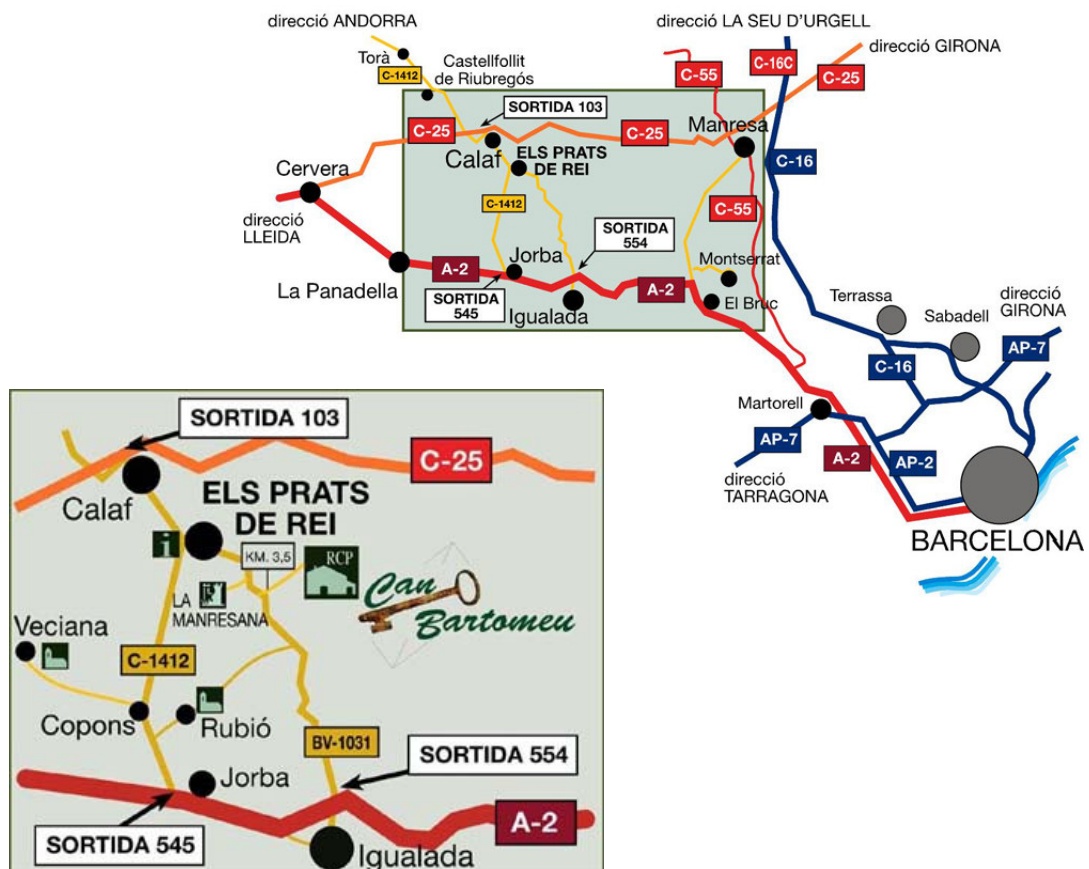 direcció ANDORRA
direcció LA SEU D'URGELL
direcció GIRONA
Torà
C-1412
Castellfollit
de Riubregós
C-55
C-16C
C-25
SORTIDA 103
C-25
C-25
Manresa
Calaf
ELS PRATS
DE REI
Cervera
C-16
C-1412
C-55
direcció
LLEIDA
SORTIDA
554
Jorba
Montserrat
A-2
La Panadella
SORTIDA
545
Igualada
A-2
El Bruc
Terrassa
Sabadell
direcció
GIRONA
AP-7
C-16
Martorell
AP-7
direcció
TARRAGONA
A-2
AP-2
BARCELONA
SORTIDA 103
C-25
Calaf
ELS PRATS
DE REI
i
KM. 3,5
RCP
LA
MANRESANA
Can
Bartomeu
Veciana
C-1412
Copons
Rubió
BV-1031
SORTIDA 554
Jorba
SORTIDA 545
A-2
Igualada